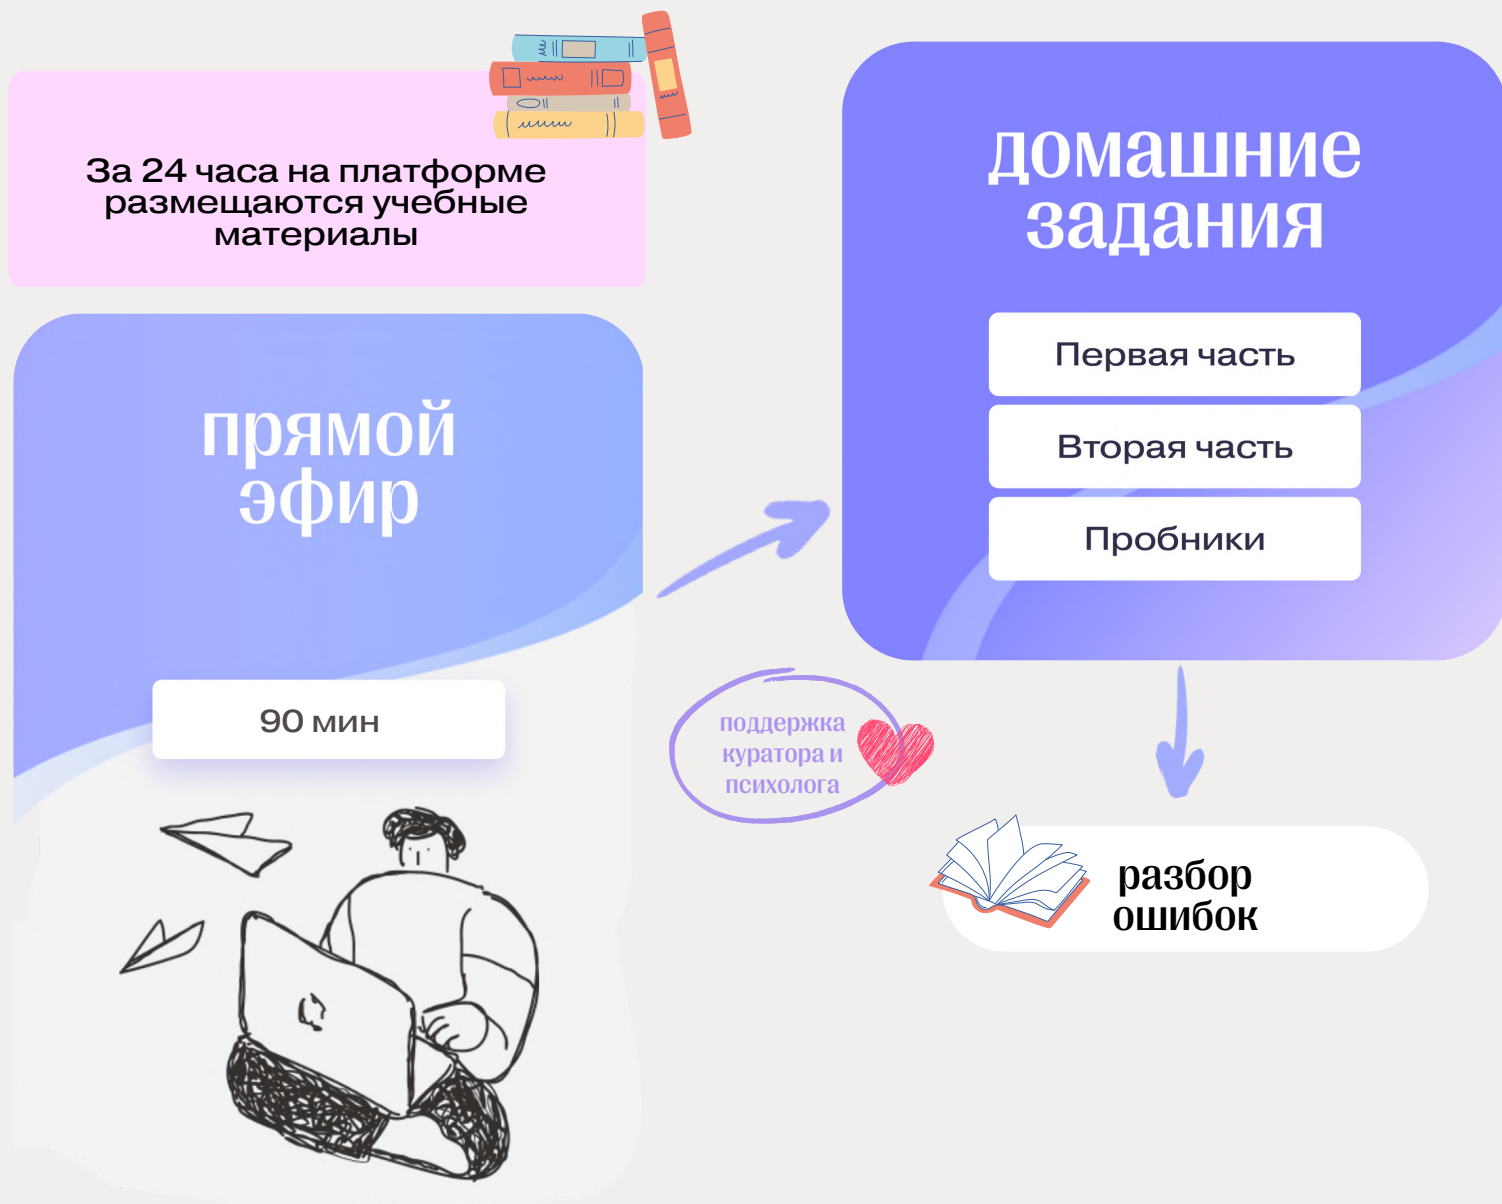 За 24 часа на платформе
размещаются учебные
материалы
прямой
эфир
90 мин
поддержка
куратора и
психолога
домашние
задания
Первая часть
Вторая часть
Пробники
разбор
ошибок